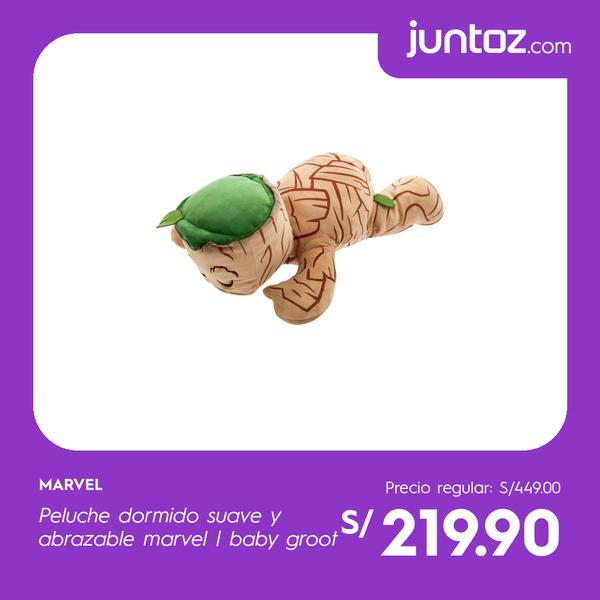 juntoz.com
MARVEL
Peluche dormido suave y
abrazable marvel | baby groot
Precio regular: S/449.00
S/ 219.90